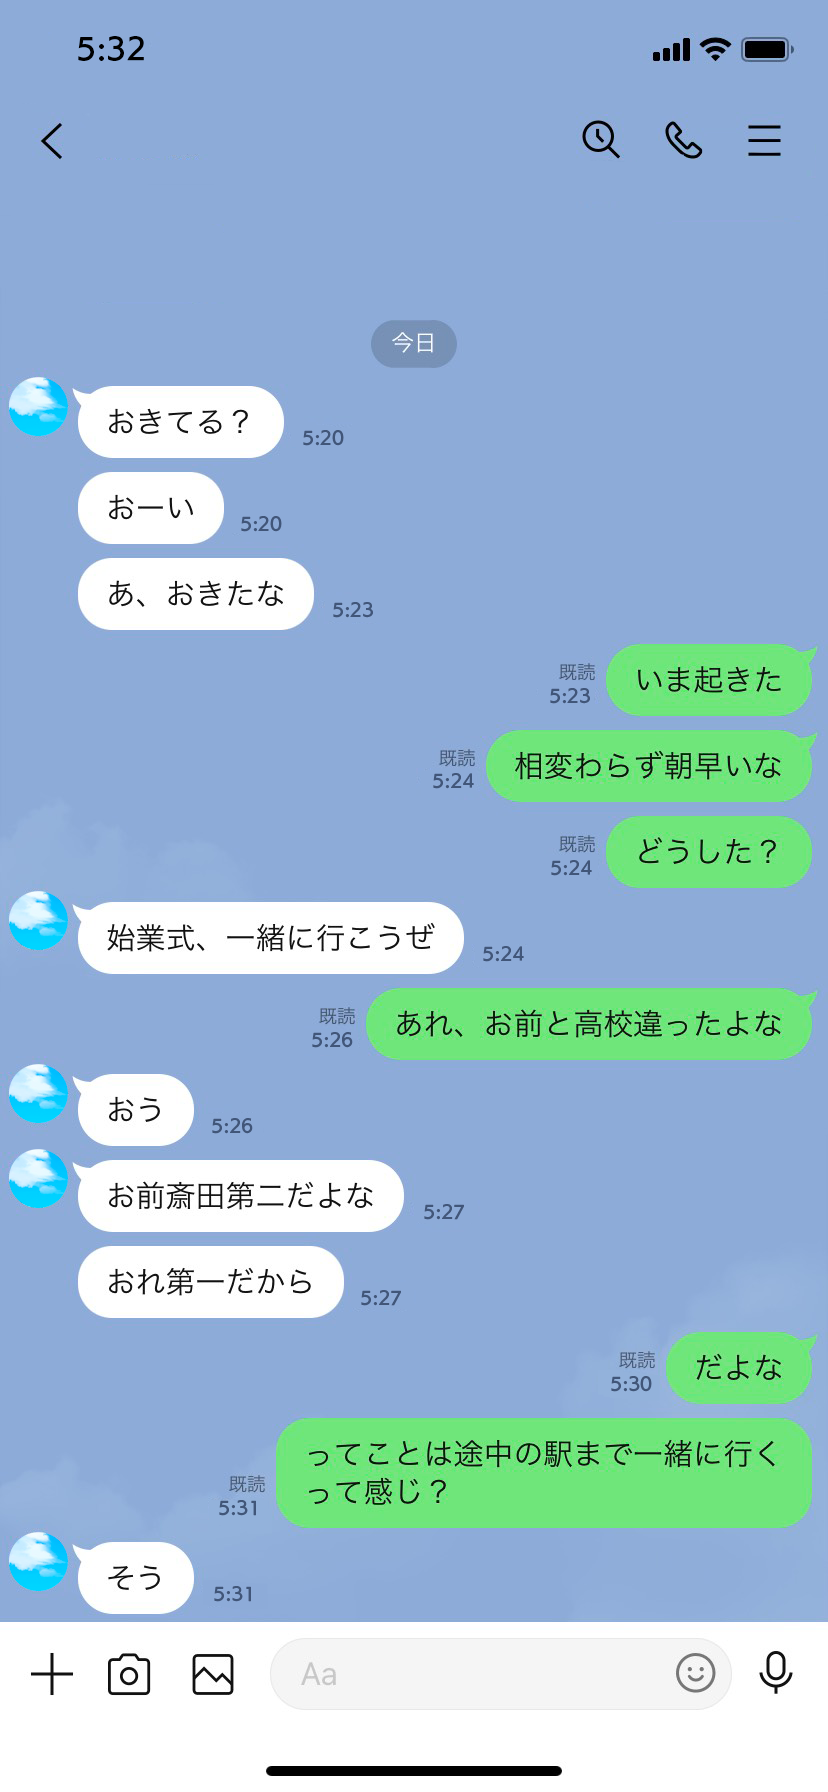 5:32
今日
おきてる？
5:20
おーい
5:20
あ、おきたな
5:23
既読
5:23
いま起きた
既読
5:24
相変わらず朝早いな
既読
5:24
どうした？
始業式、一緒に行こうぜ
5:24
既読
5:26
あれ、お前と高校違ったよな
おう
5:26
お前斎田第二だよな
5:27
おれ第一だから
5:27
既読
5:30
だよな
既読
5:31
ってことは途中の駅まで一緒に行く
って感じ？
そう
5:31
Aa